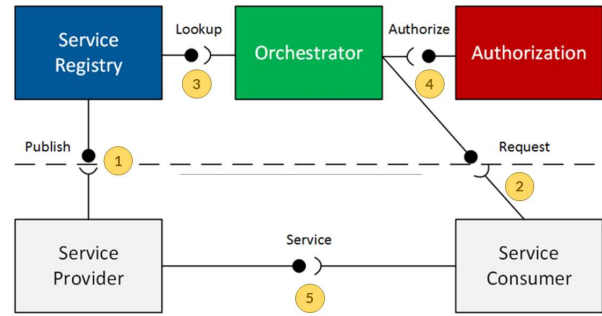 Service
Registry
Lookup
3
Orchestrator
Authorize
4
Authorization
Publish
1
Request
2
Service
Provider
Service
5
Service
Consumer